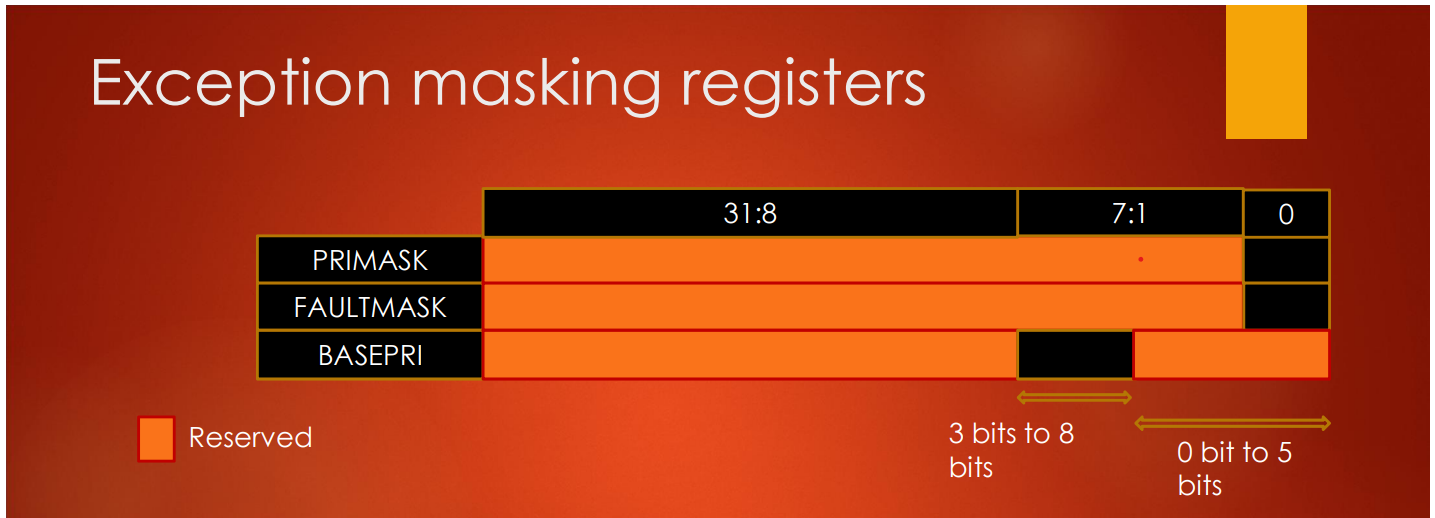 Exception masking registers
31:8 7:1 0
PRIMASK
FAULTMASK
BASEPRI
Reserved
3 bits to 8
bits
0 bit to 5
bits